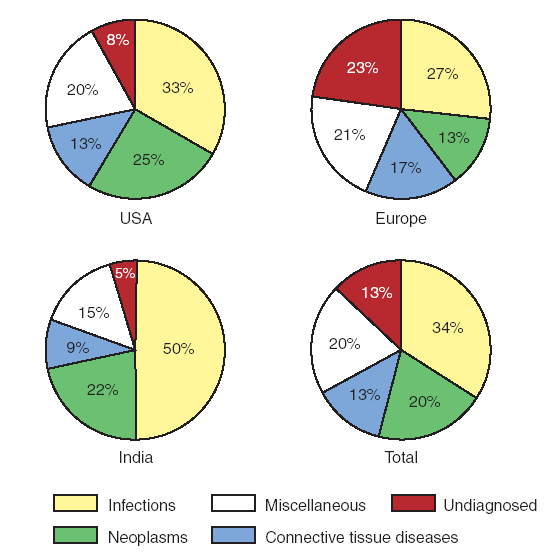 8%
33%
20%
13%
25%
USA
23%
27%
13%
21%
17%
Europe
5%
15%
50%
9%
22%
India
13%
34%
20%
13%
20%
Total
Infections
Miscellaneous
Undiagnosed
Neoplasms
Connective tissue diseases